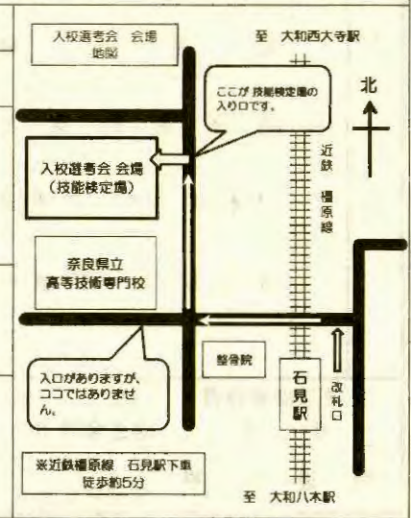 入校選考会 会場
地図
至 大和西大寺駅
北
ここが 技能検定場の
入り口です。
近鉄 橿原線
入校選考会 会場
(技能検定場)
奈良県立
高等技術専門校
整骨院
石見駅
改札口
入口がありますが、
ココではありませ
ん。
※近鉄橿原線 石見駅下車
徒歩約5分
至 大和八木駅